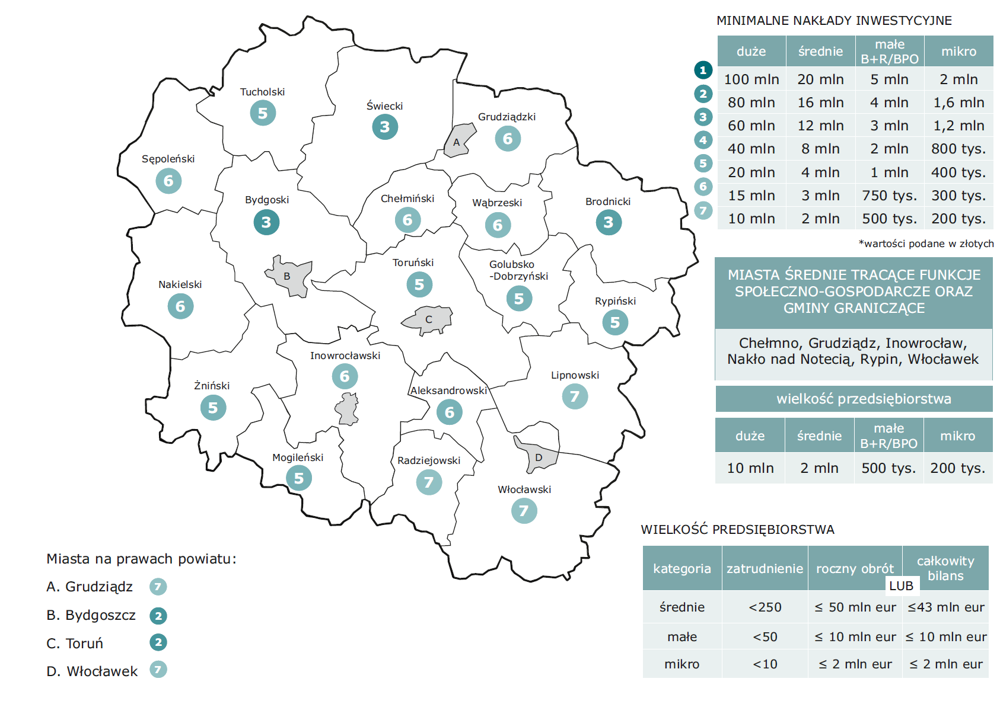 Tucholski
5
Świecki
3
Grudziądzki
6
A
Sępoleński
6
Bydgoski
3
Chełmiński
6
Wąbrzeski
6
Brodnicki
3
B
Toruński
5
Golubsko
-Dobrzyński
5
Nakielski
6
Rypiński
5
C
Inowrocławski
6
Żniński
5
Aleksandrowski
6
Lipnowski
7
Mogileński
5
Radziejowski
7
D
Włocławski
7
Miasta na prawach powiatu:
A. Grudziądz 7
B. Bydgoszcz 2
C. Toruń 2
D. Włocławek 7
MINIMALNE NAKŁADY INWESTYCYJNE
duże średnie małe B+R/BPO mikro
1 100 mln 20 mln 5 mln 2 mln
2 80 mln 16 mln 4 mln 1,6 mln
3 60 mln 12 mln 3 mln 1,2 mln
4 40 mln 8 mln 2 mln 800 tys.
5 20 mln 4 mln 1 mln 400 tys.
6 15 mln 3 mln 750 tys. 300 tys.
7 10 mln 2 mln 500 tys. 200 tys.
*wartości podane w złotych
MIASTA ŚREDNIE TRACĄCE FUNKCJE
SPOŁECZNO-GOSPODARCZE ORAZ
GMINY GRANICZĄCE
Chełmno, Grudziądz, Inowrocław,
Nakło nad Notecią, Rypin, Włocławek
wielkość przedsiębiorstwa
duże średnie małe B+R/BPO mikro
10 mln 2 mln 500 tys. 200 tys.
WIELKOŚĆ PREDSIĘBIORSTWA
kategoria zatrudnienie roczny obrót LUB całkowity bilans
średnie <250 ≤ 50 mln eur ≤43 mln eur
małe <50 ≤ 10 mln eur ≤ 10 mln eur
mikro <10 ≤ 2 mln eur ≤ 2 mln eur